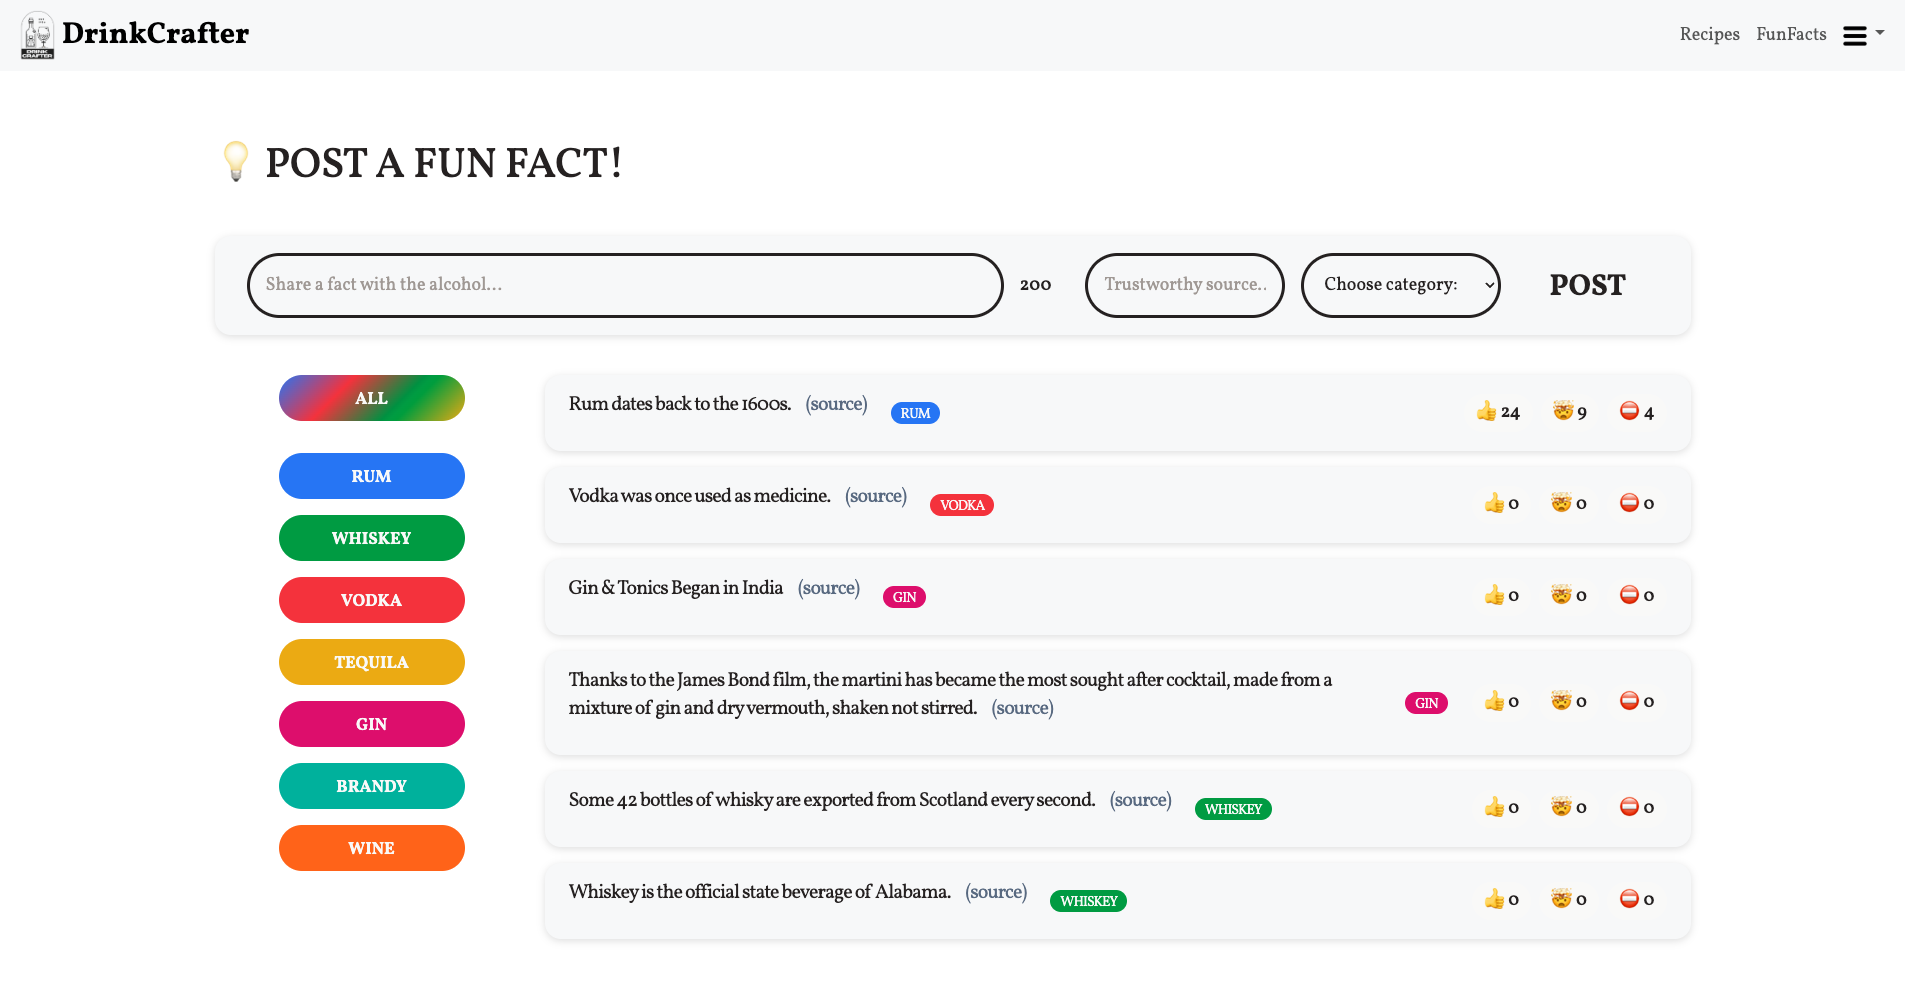 DRINK
CRAFTER
DrinkCrafter
Recipes FunFacts
POST A FUN FACT!
Share a fact with the alcohol... 200 Trustworthy source.. Choose category: POST
ALL
RUM
WHISKEY
VODKA
TEQUILA
GIN
BRANDY
WINE
Rum dates back to the 1600s. (source) RUM 24 9 4
Vodka was once used as medicine. (source) VODKA 0 0 0
Gin & Tonics Began in India (source) GIN 0 0 0
Thanks to the James Bond film, the martini has became the most sought after cocktail, made from a
mixture of gin and dry vermouth, shaken not stirred. (source) GIN 0 0 0
Some 42 bottles of whisky are exported from Scotland every second. (source) WHISKEY 0 0 0
Whiskey is the official state beverage of Alabama. (source) WHISKEY 0 0 0